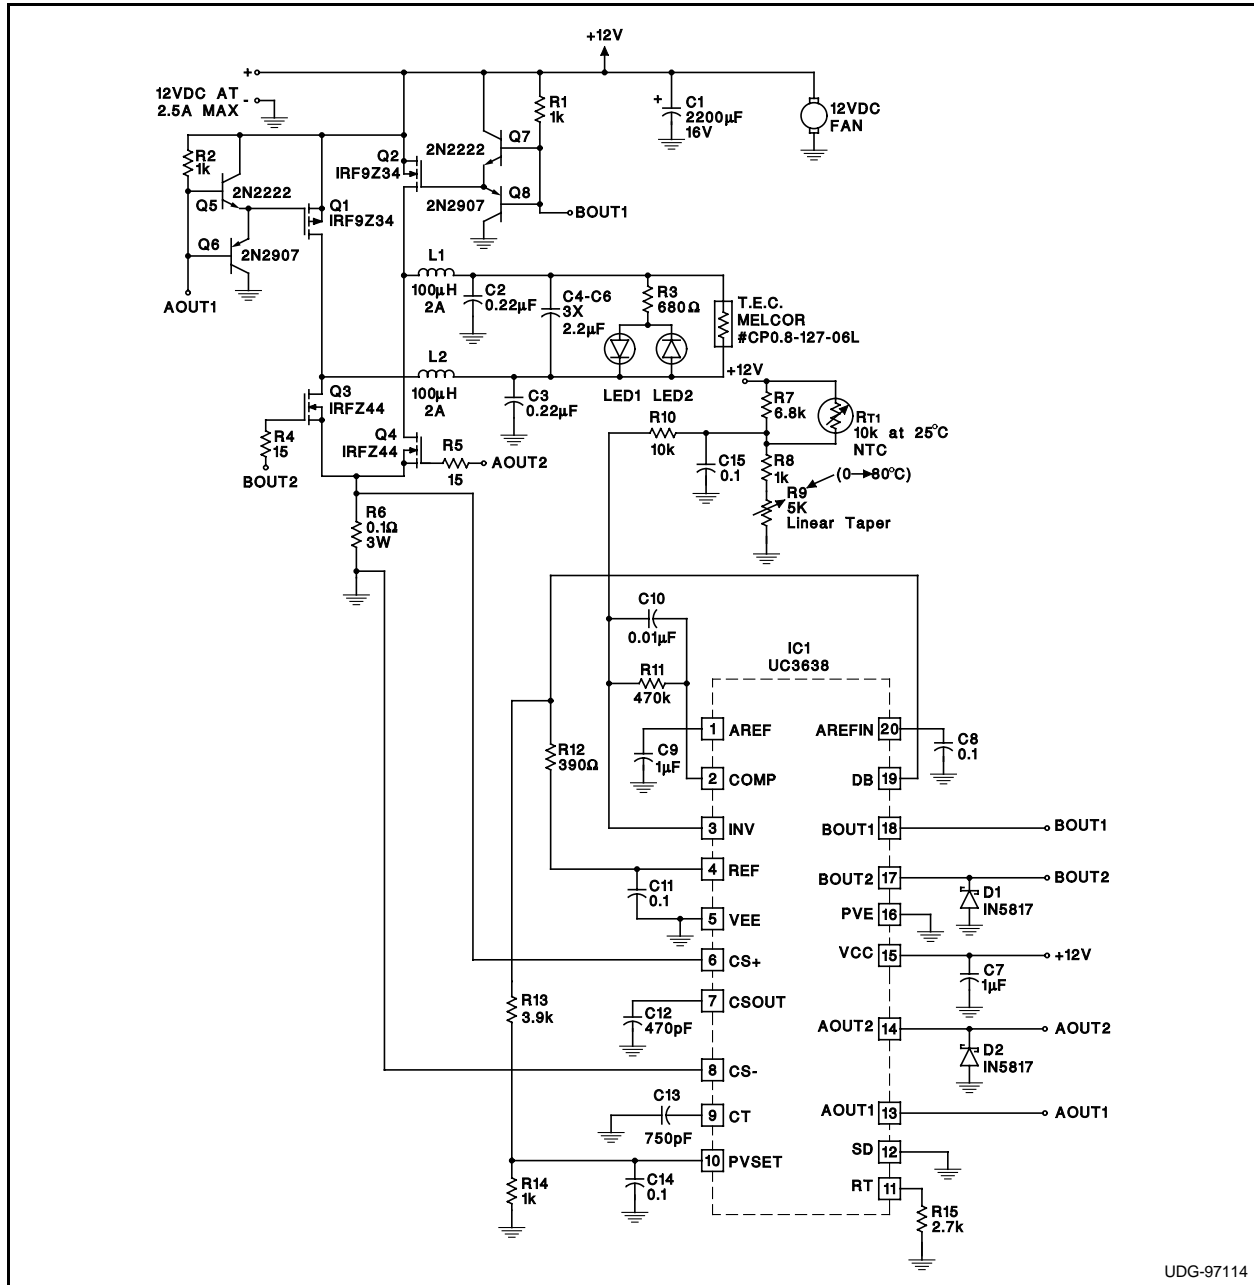 +12V
+
12VDC AT
2.5A MAX
-
R1
1k
+
C1
2200μF
16V
12VDC
FAN
R2
1k
Q2
IRF9Z34
2N2222
Q7
2N2222
Q5
Q1
IRF9Z34
2N2907
Q8
BOUT1
Q6
2N2907
AOUT1
L1
100μH
2A
C2
0.22μF
C4-C6
3X
2.2μF
R3
680Ω
T.E.C.
MELCOR
#CP0.8-127-06L
L2
100μH
2A
C3
0.22μF
LED1
LED2
+12V
Q3
IRFZ44
R4
15
BOUT2
Q4
IRFZ44
R5
15
AOUT2
R10
10k
C15
0.1
R7
6.8k
RT1
10k at 25°C
NTC
R8
1k
(0→80°C)
R9
5K
Linear Taper
R6
0.1Ω
3W
C10
0.01μF
R11
470k
IC1
UC3638
R12
390Ω
C9
1μF
1 AREF
AREFIN 20
C8
0.1
2 COMP
DB 19
3 INV
BOUT1 18
BOUT1
4 REF
BOUT2 17
BOUT2
C11
0.1
D1
IN5817
5 VEE
PVE 16
6 CS+
VCC 15
+12V
C7
1μF
R13
3.9k
7 CSOUT
C12
470pF
AOUT2 14
AOUT2
D2
IN5817
8 CS-
C13
750pF
9 CT
AOUT1 13
AOUT1
10 PVSET
SD 12
R14
1k
C14
0.1
RT 11
R15
2.7k
UDG-97114